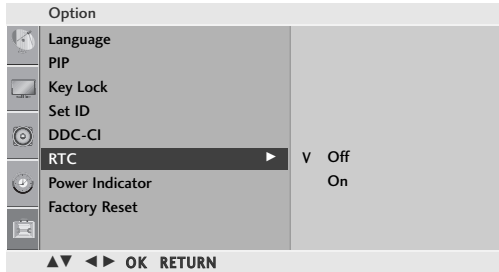 Option
Language
PIP
Key Lock
Set ID
DDC-CI
RTC ► V Off
Power Indicator On
Factory Reset
▲▼ ◄► OK RETURN